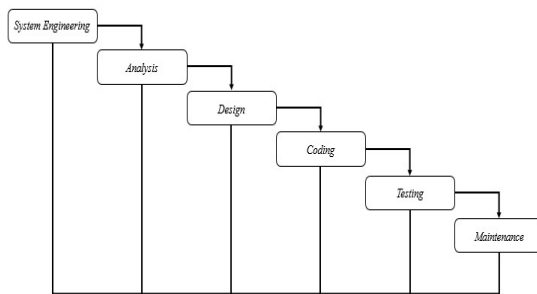 System Engineering
Analysis
Design
Coding
Testing
Maintenance